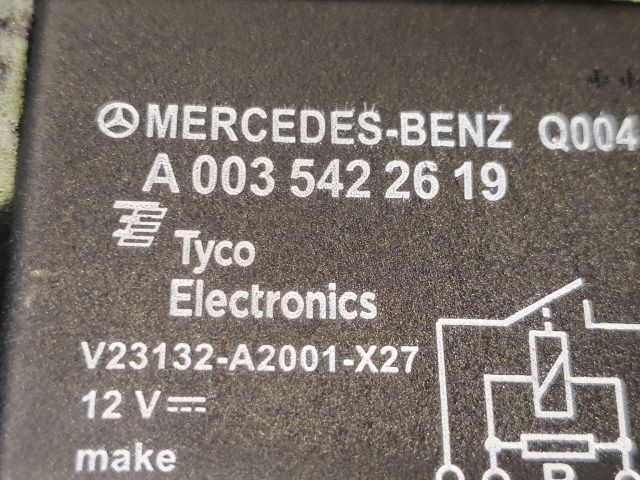 MERCEDES-BENZ Q004
A 003 542 26 19
Tyco
Electronics
V23132-A2001-X27
12 V
make